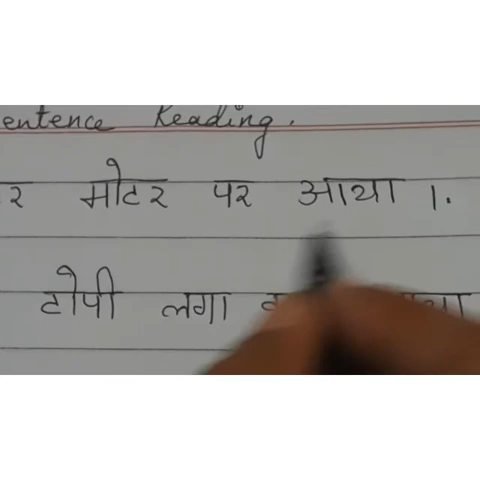 entence Reading.
र मोटर पर आया ।.
टोपी लगा